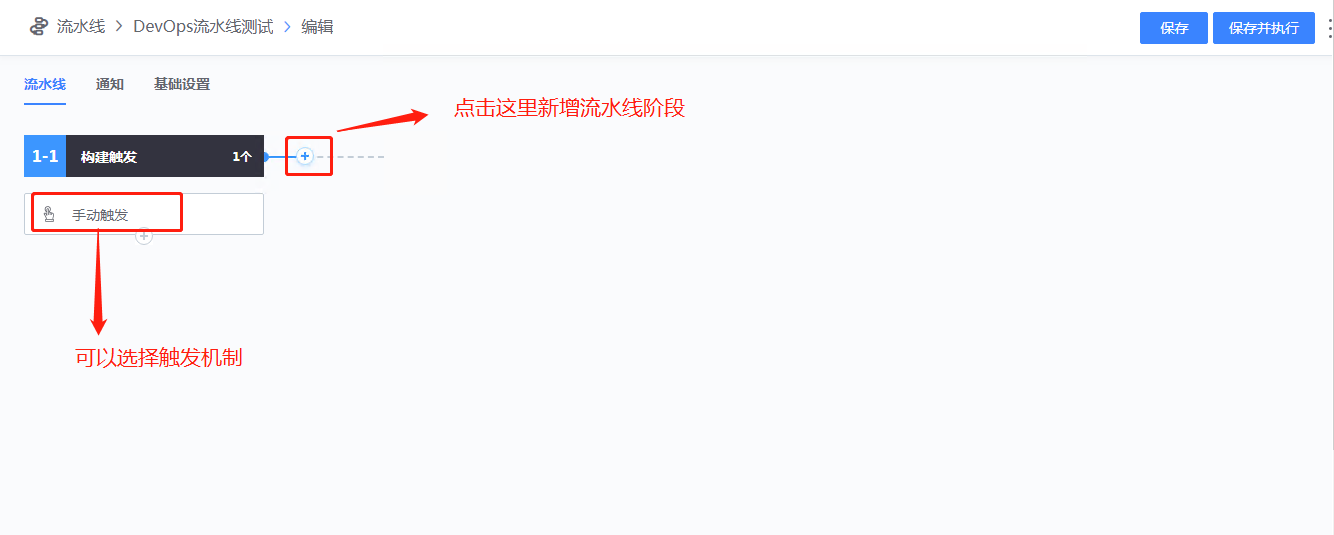 流水线 > DevOps流水线测试 > 编辑
保存
保存并执行
流水线
通知
基础设置
点击这里新增流水线阶段
1-1
构建触发
1个
手动触发
可以选择触发机制